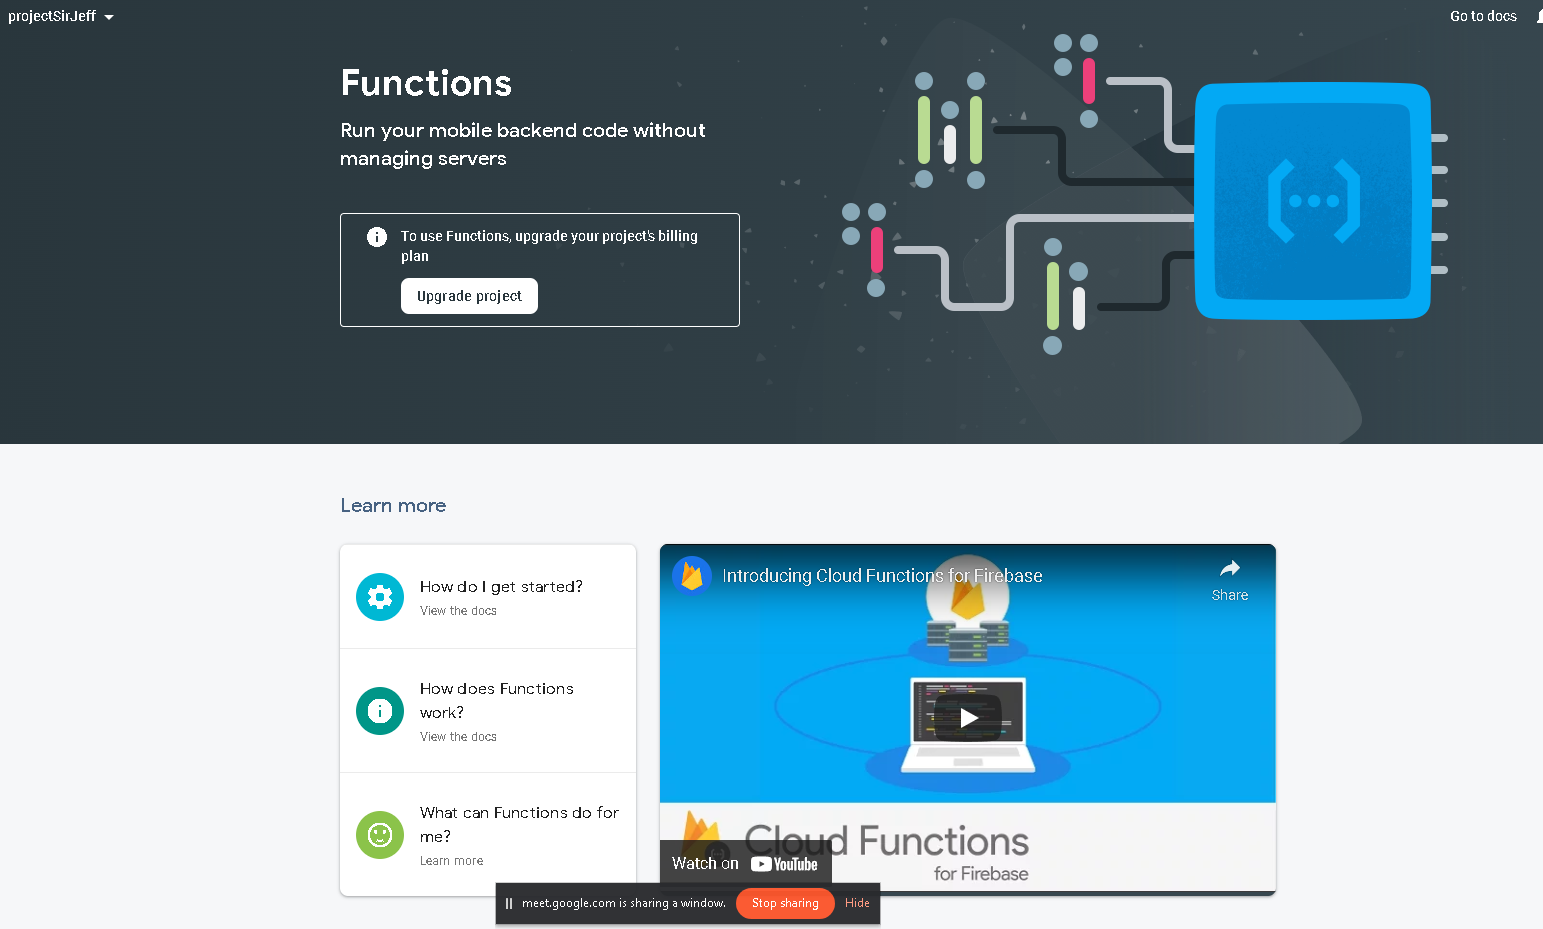 projectSirJeff
Go to docs
Functions
Run your mobile backend code without
managing servers
To use Functions, upgrade your project's billing
plan
Upgrade project
Learn more
How do I get started?
View the docs
How does Functions
work?
View the docs
What can Functions do for
me?
Learn more
Introducing Cloud Functions for Firebase
Share
Cloud Functions
for Firebase
Watch on YouTube
meet.google.com is sharing a window.
Stop sharing
Hide